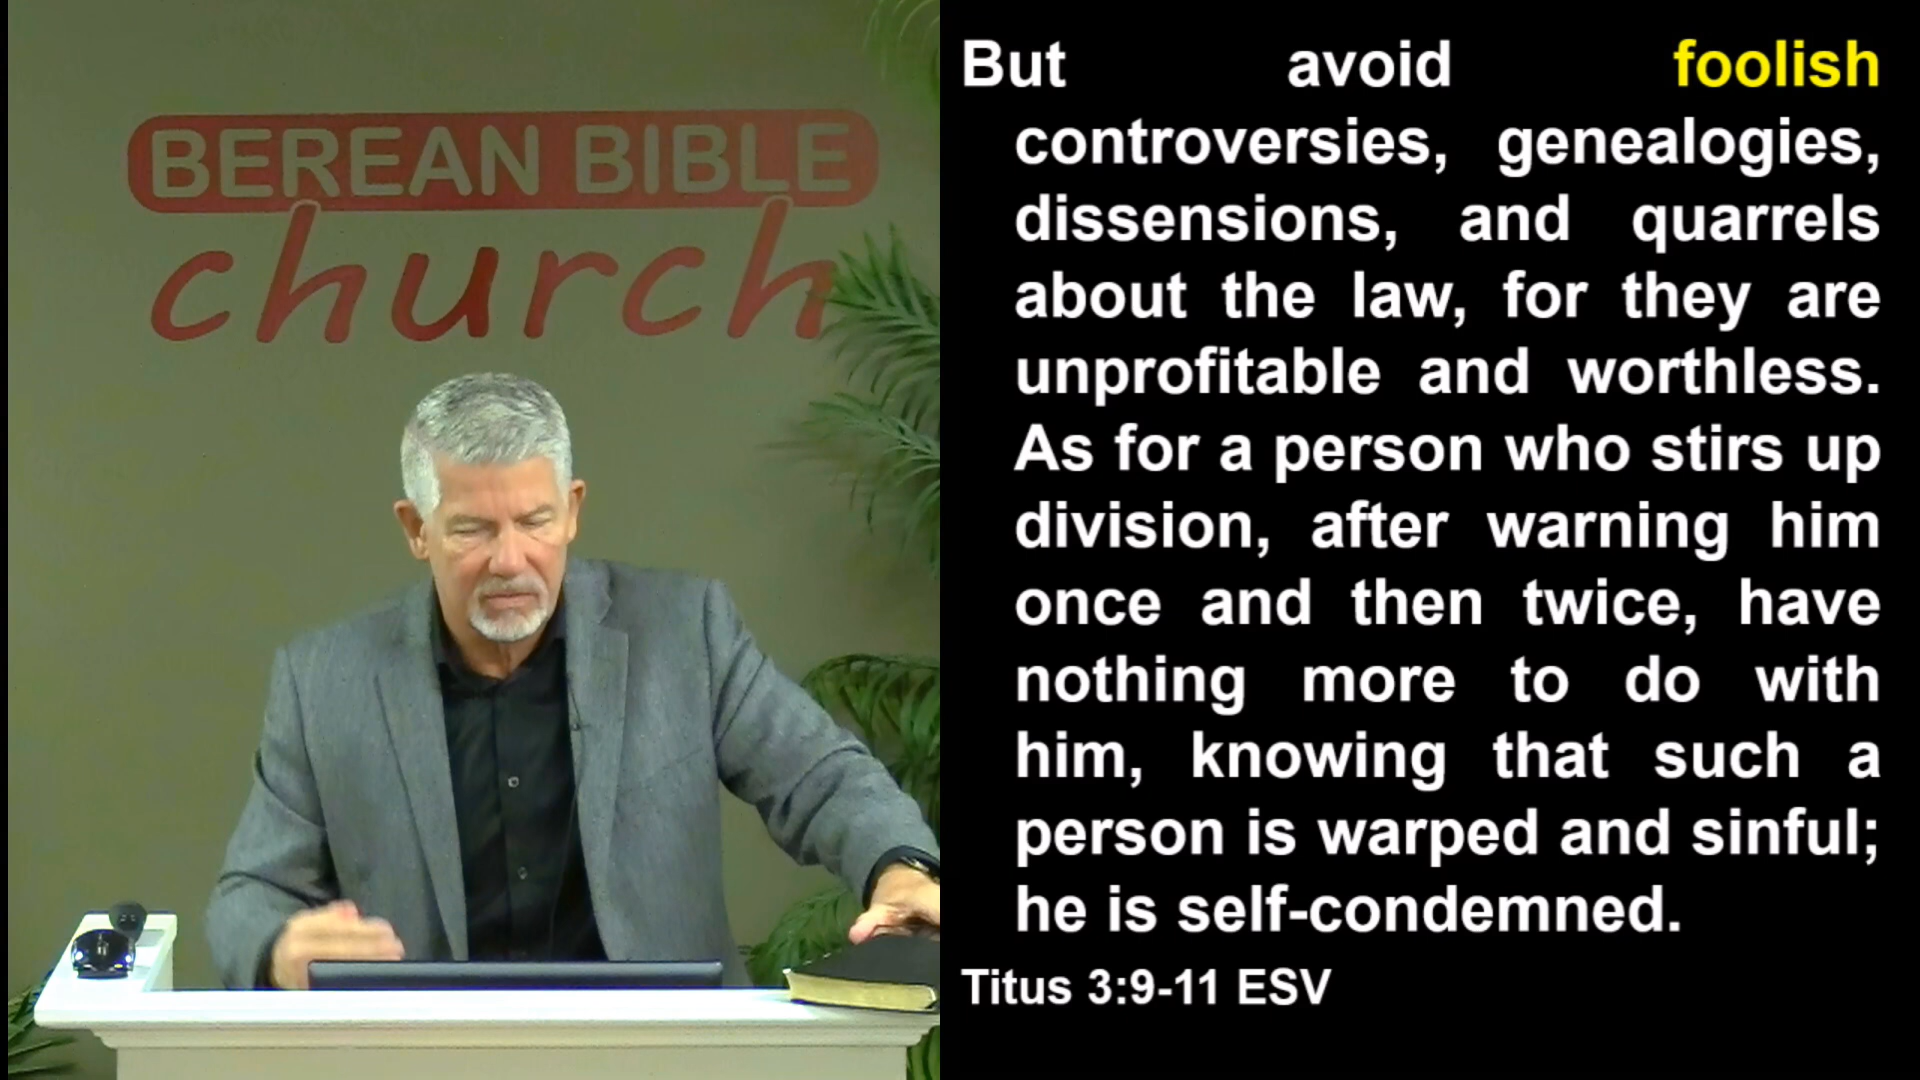 BEREAN BIBLE
church
But avoid foolish
controversies, genealogies,
dissensions, and quarrels
about the law, for they are
unprofitable and worthless.
As for a person who stirs up
division, after warning him
once and then twice, have
nothing more to do with
him, knowing that such a
person is warped and sinful;
he is self-condemned.
Titus 3:9-11 ESV